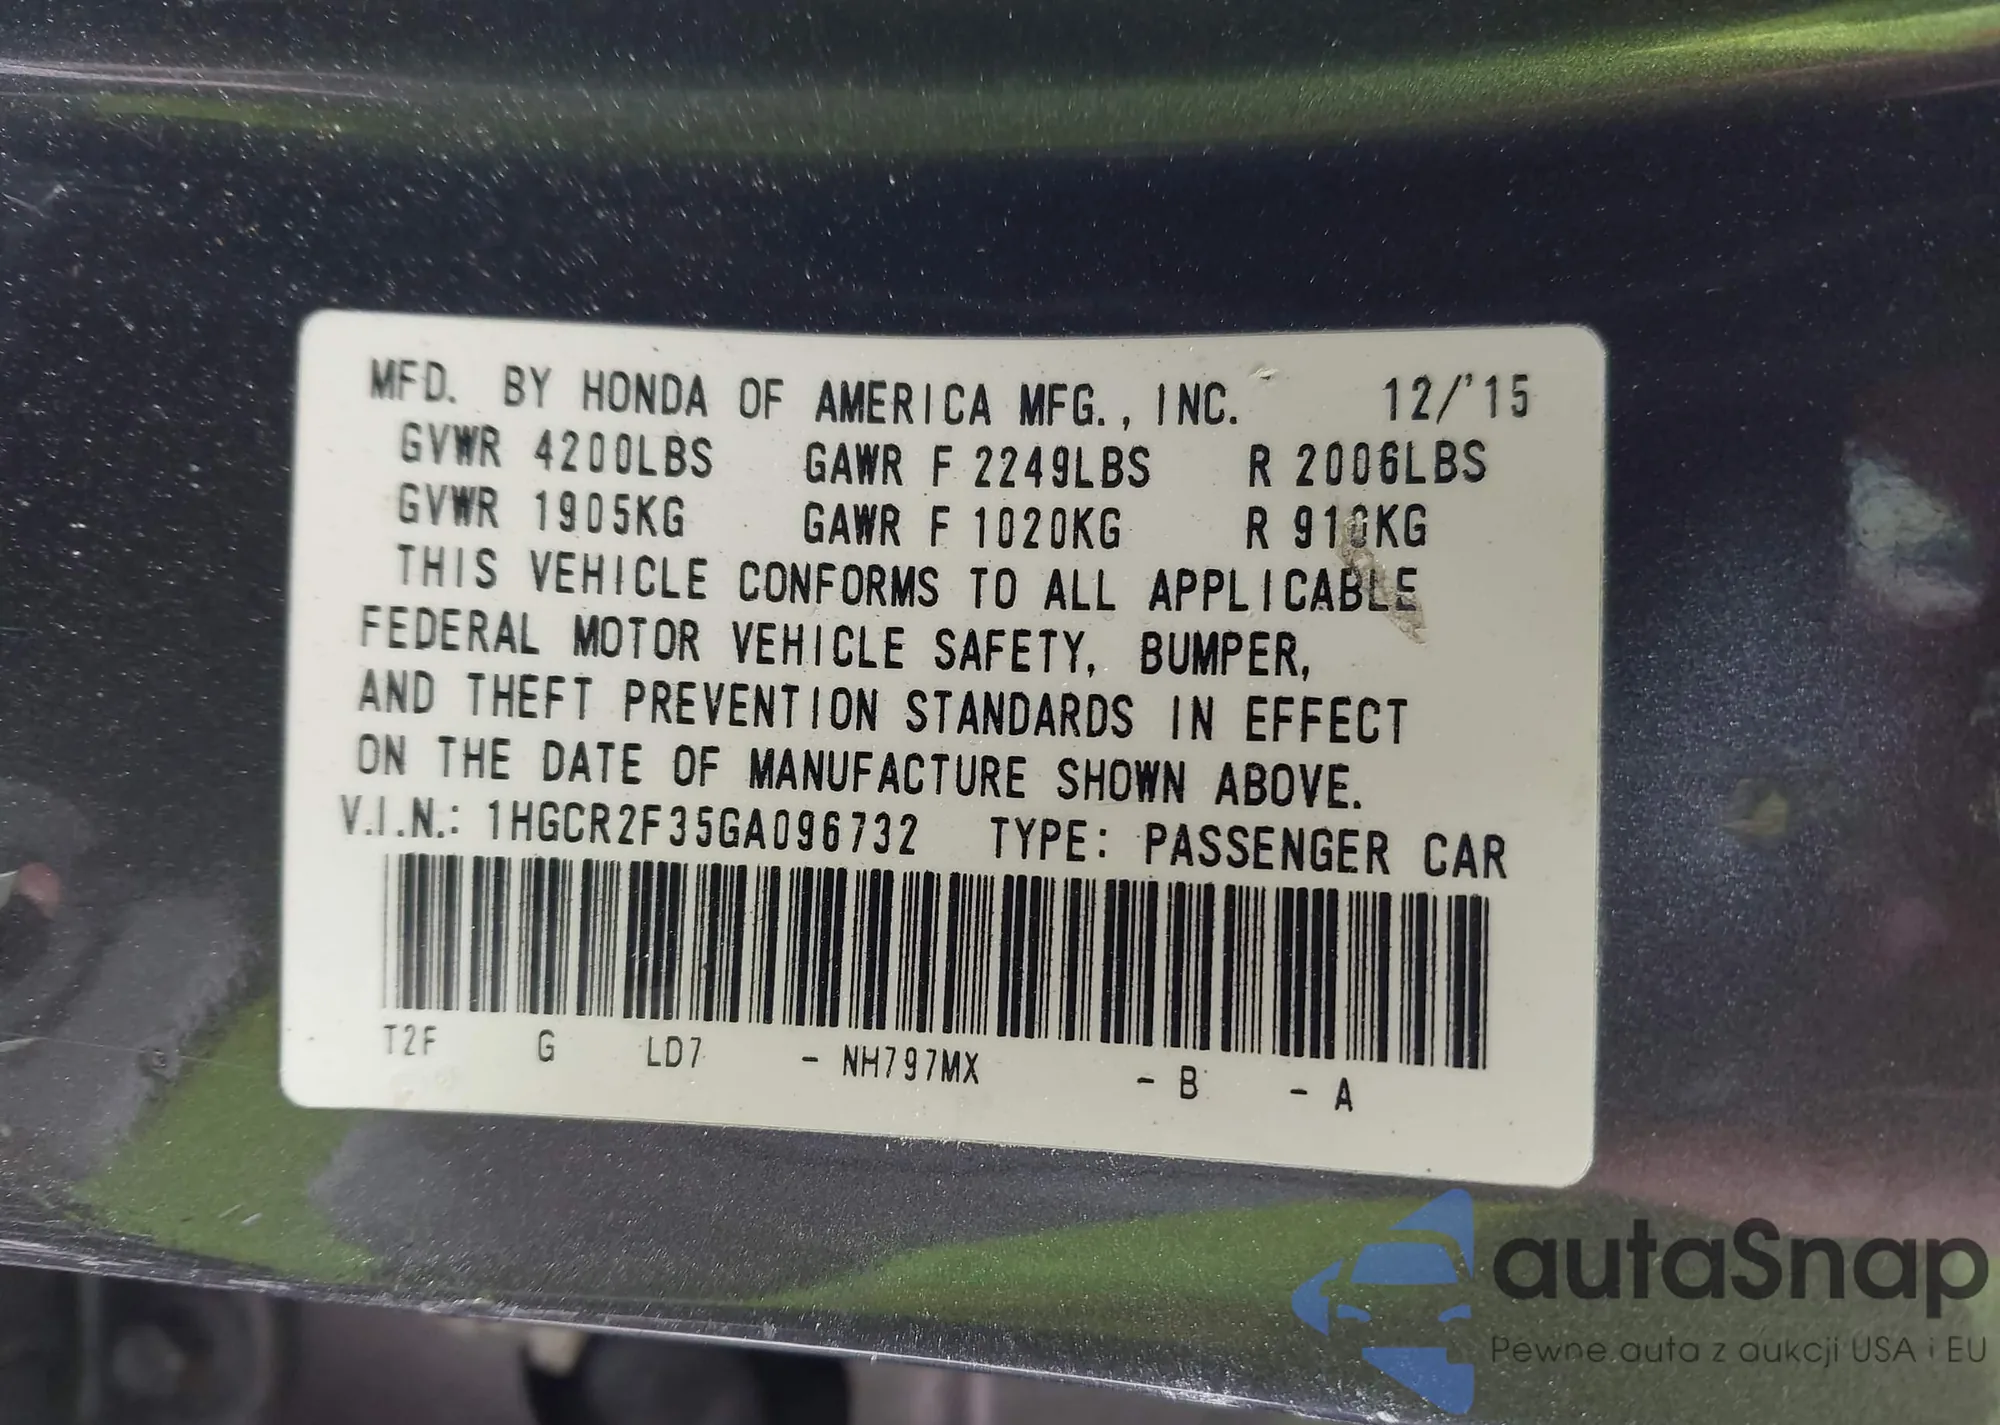 MFD. BY HONDA OF AMERICA MFG., INC. 12/'15
GVWR 4200LBS GAWR F 2249LBS R 2006LBS
GVWR 1905KG GAWR F 1020KG R 910KG
THIS VEHICLE CONFORMS TO ALL APPLICABLE
FEDERAL MOTOR VEHICLE SAFETY, BUMPER,
AND THEFT PREVENTION STANDARDS IN EFFECT
ON THE DATE OF MANUFACTURE SHOWN ABOVE.
V.I.N.: 1HGCR2F35GA096732 TYPE: PASSENGER CAR
T2F G LD7 - NH797MX - B - A
autaSnap
Pewne auta z aukcji USA i EU